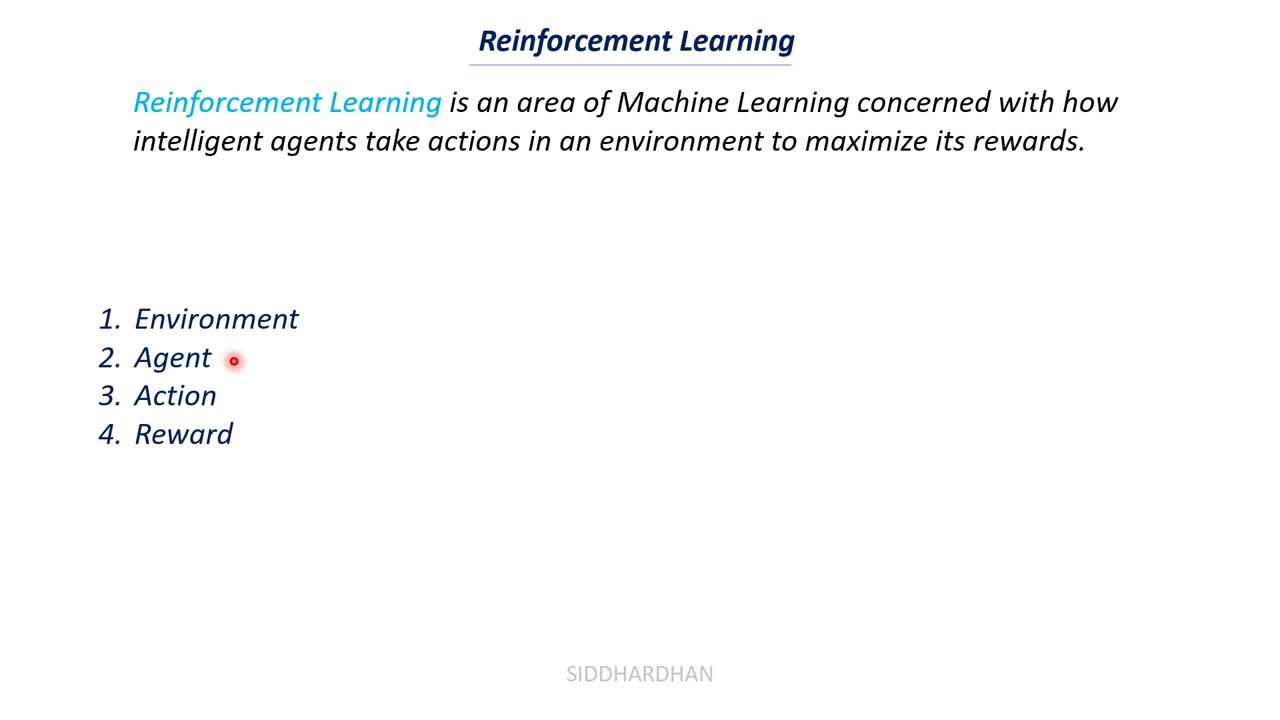 Reinforcement Learning
Reinforcement Learning is an area of Machine Learning concerned with how
intelligent agents take actions in an environment to maximize its rewards.
1. Environment
2. Agent
3. Action
4. Reward
SIDDHARDHAN